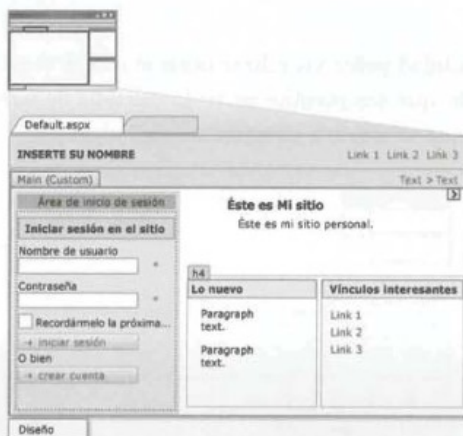 Default.aspx
INSERTE SU NOMBRE
Link 1 Link 2 Link 3
Main (Custom)
Text > Text
Área de inicio de sesión
Iniciar sesión en el sitio
Nombre de usuario
*
Contraseña
*
Recordármelo la próxima...
→ iniciar sesión
O bien
→ crear cuenta
Éste es Mi sitio
Éste es mi sitio personal.
h4
Lo nuevo
Paragraph
text.
Paragraph
text.
Vínculos interesantes
Link 1
Link 2
Link 3
Diseño